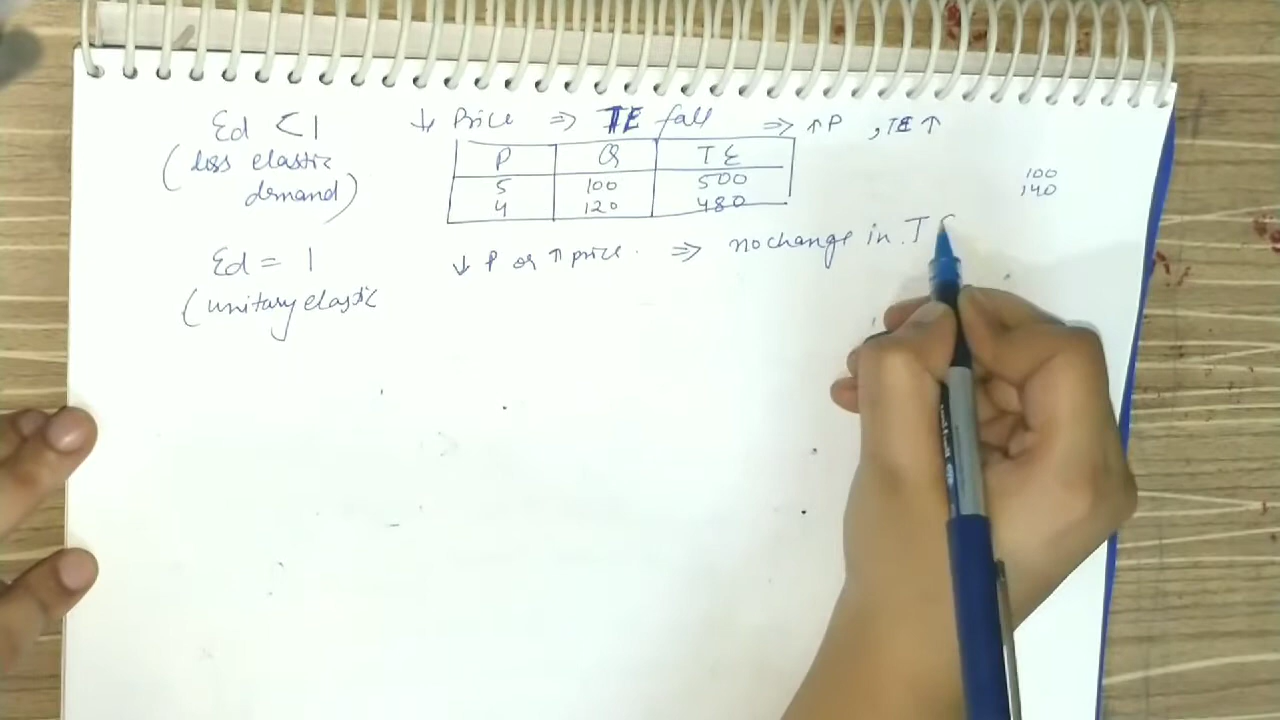 Ed < 1 ↓ Price ⇒ TE fall ⇒ ↑P , TE ↑
(less elastic
demand)
P Q TE
5 100 500
4 120 480
100
140
Ed = 1 ↓ P or ↑ price. ⇒ no change in T
(unitary elastic